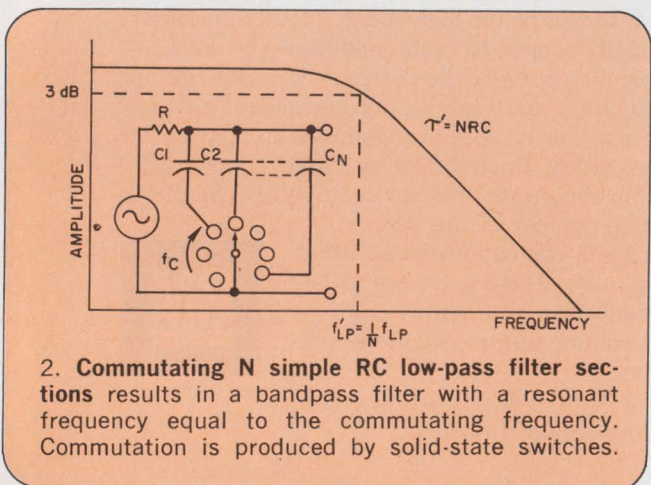 3 dB
R
C1 C2 CN
fC
AMPLITUDE
τ'= NRC
f'LP = 1/N fLP
FREQUENCY
2. Commutating N simple RC low-pass filter sec-
tions results in a bandpass filter with a resonant
frequency equal to the commutating frequency.
Commutation is produced by solid-state switches.